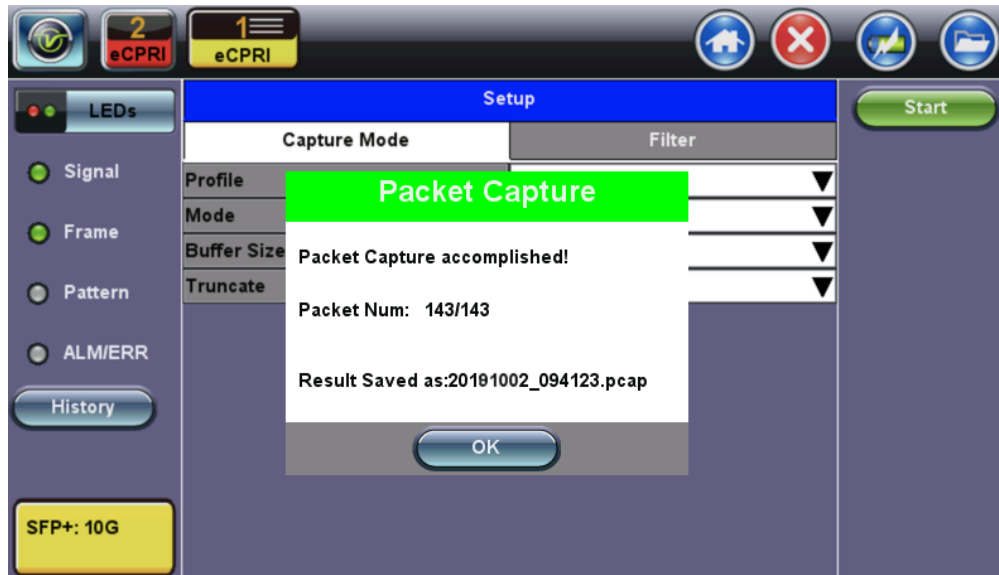 2
eCPRI
1
eCPRI
LEDs
Setup
Start
Capture Mode
Filter
Signal
Profile
Packet Capture
Mode
Frame
Buffer Size
Packet Capture accomplished!
Truncate
Pattern
Packet Num: 143/143
ALM/ERR
Result Saved as:20191002_094123.pcap
History
OK
SFP+: 10G